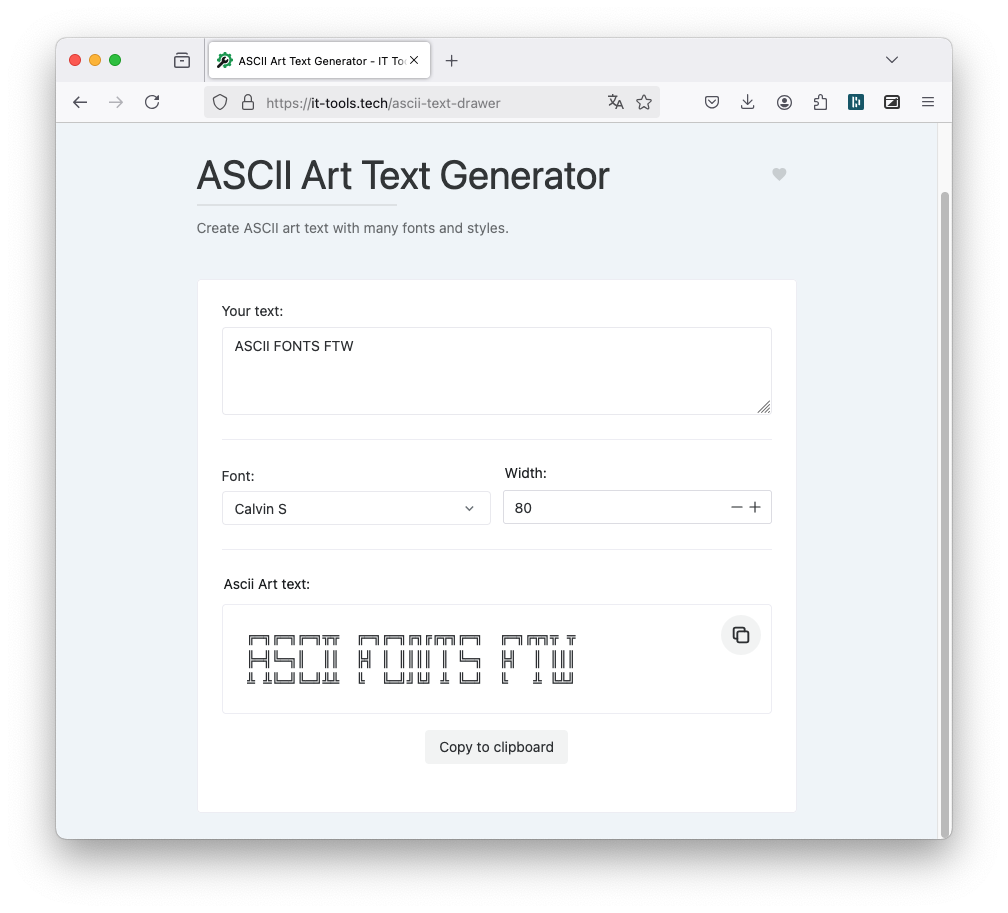 ASCII Art Text Generator - IT To
https://it-tools.tech/ascii-text-drawer
ASCII Art Text Generator
Create ASCII art text with many fonts and styles.
Your text:
ASCII FONTS FTW
Font:
Width:
Calvin S
80
Ascii Art text:
ASCII FONTS FTW
Copy to clipboard